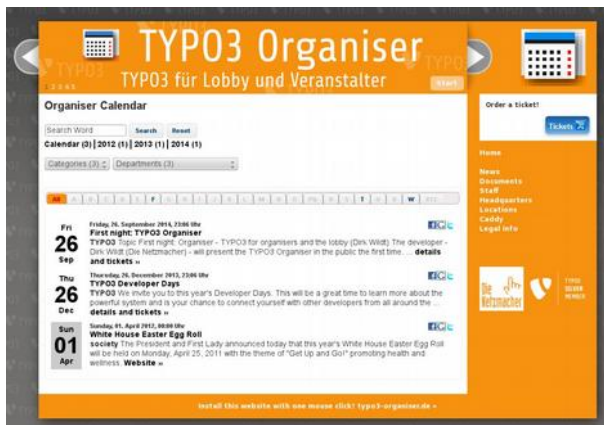 TYPO3 Organiser
TYPO3 für Lobby und Veranstalter
Start
Organiser Calendar
Search Word
Search Reset
Calendar (3) | 2012 (1) | 2013 (1) | 2014 (1)
Categories (3)
Departments (3)
All
Fri
26
Sep
Friday, 26. September 2014, 23:06 Uhr
First night: TYPO3 Organiser
TYPO3 Topic First night: Organiser - TYPO3 for organisers and the lobby (Dirk Wildt) The developer -
Dirk Wildt (Die Netzmacher) - will present the TYPO3 Organiser in the public the first time. ... details
and tickets »
Thu
26
Dec
Thursday, 26. December 2013, 23:06 Uhr
TYPO3 Developer Days
TYPO3 We invite you to this year's Developer Days. This will be a great time to learn more about the
powerful system and is your chance to connect yourself with other developers from all around the ...
details and tickets »
Sun
01
Apr
Sunday, 01. April 2012, 00:00 Uhr
White House Easter Egg Roll
society The President and First Lady announced today that this year's White House Easter Egg Roll
will be held on Monday, April 25, 2011 with the theme of "Get Up and Go!" promoting health and
wellness. Website »
Order a ticket!
Tickets
Home
News
Documents
Staff
Headquarters
Locations
Caddy
Legal info
Die
Netzmacher
TYPO3
SILVER
MEMBER
Install this website with one mouse click! typo3-organiser.de »